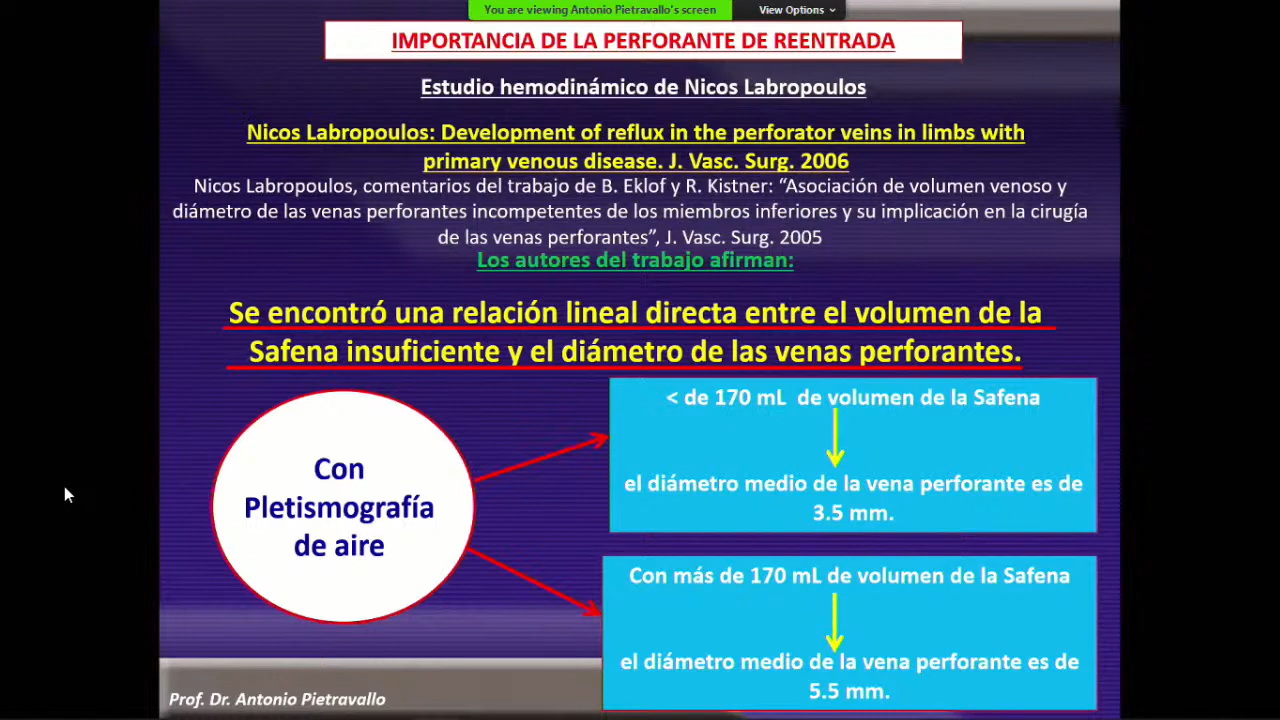 You are viewing Antonio Pietravallo's screen
View Options
IMPORTANCIA DE LA PERFORANTE DE REENTRADA
Estudio hemodinámico de Nicos Labropoulos
Nicos Labropoulos: Development of reflux in the perforator veins in limbs with
primary venous disease. J. Vasc. Surg. 2006
Nicos Labropoulos, comentarios del trabajo de B. Eklof y R. Kistner: “Asociación de volumen venoso y
diámetro de las venas perforantes incompetentes de los miembros inferiores y su implicación en la cirugía
de las venas perforantes”, J. Vasc. Surg. 2005
Los autores del trabajo afirman:
Se encontró una relación lineal directa entre el volumen de la
Safena insuficiente y el diámetro de las venas perforantes.
Con
Pletismografía
de aire
< de 170 mL de volumen de la Safena
el diámetro medio de la vena perforante es de
3.5 mm.
Con más de 170 mL de volumen de la Safena
el diámetro medio de la vena perforante es de
5.5 mm.
Prof. Dr. Antonio Pietravallo